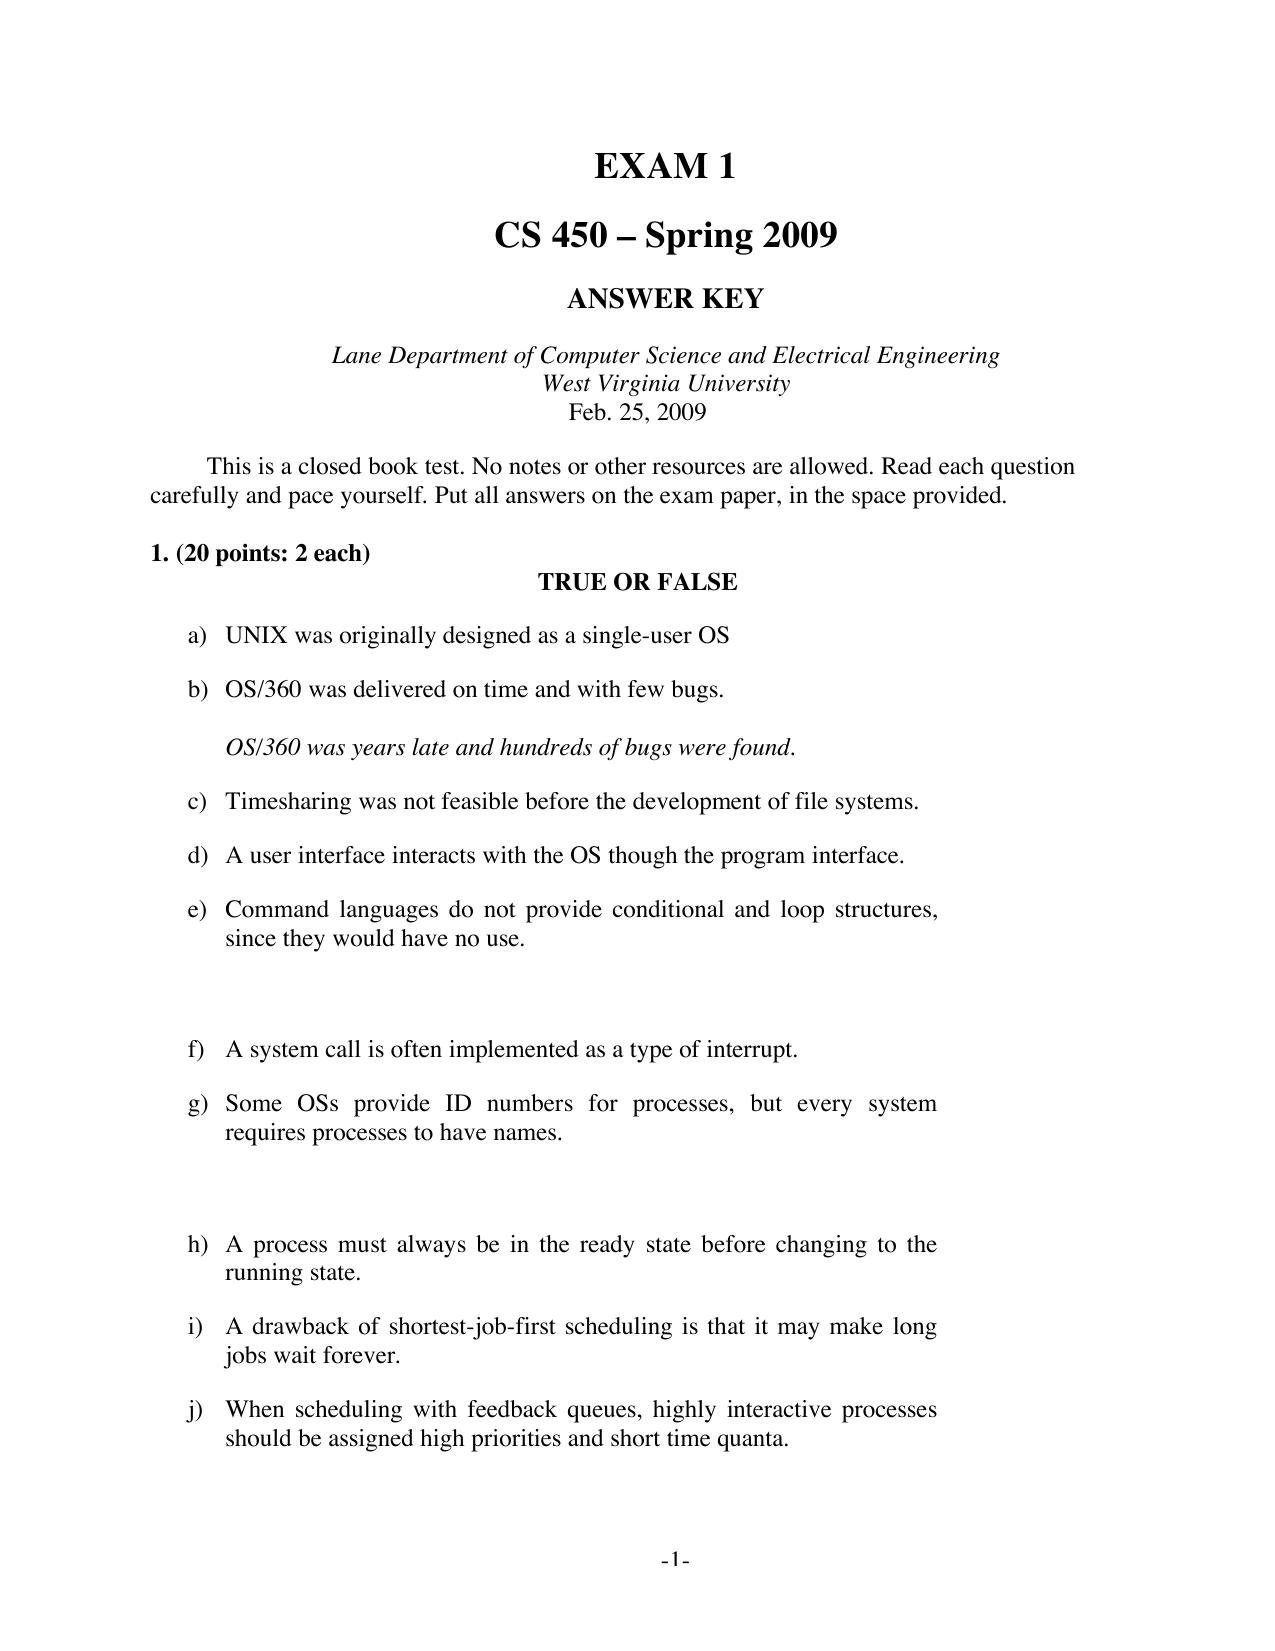 EXAM 1
CS 450 – Spring 2009
ANSWER KEY
Lane Department of Computer Science and Electrical Engineering
West Virginia University
Feb. 25, 2009
This is a closed book test. No notes or other resources are allowed. Read each question
carefully and pace yourself. Put all answers on the exam paper, in the space provided.
1. (20 points: 2 each)
TRUE OR FALSE
a) UNIX was originally designed as a single-user OS
b) OS/360 was delivered on time and with few bugs.
OS/360 was years late and hundreds of bugs were found.
c) Timesharing was not feasible before the development of file systems.
d) A user interface interacts with the OS though the program interface.
e) Command languages do not provide conditional and loop structures,
since they would have no use.
f) A system call is often implemented as a type of interrupt.
g) Some OSs provide ID numbers for processes, but every system
requires processes to have names.
h) A process must always be in the ready state before changing to the
running state.
i) A drawback of shortest-job-first scheduling is that it may make long
jobs wait forever.
j) When scheduling with feedback queues, highly interactive processes
should be assigned high priorities and short time quanta.
-1-